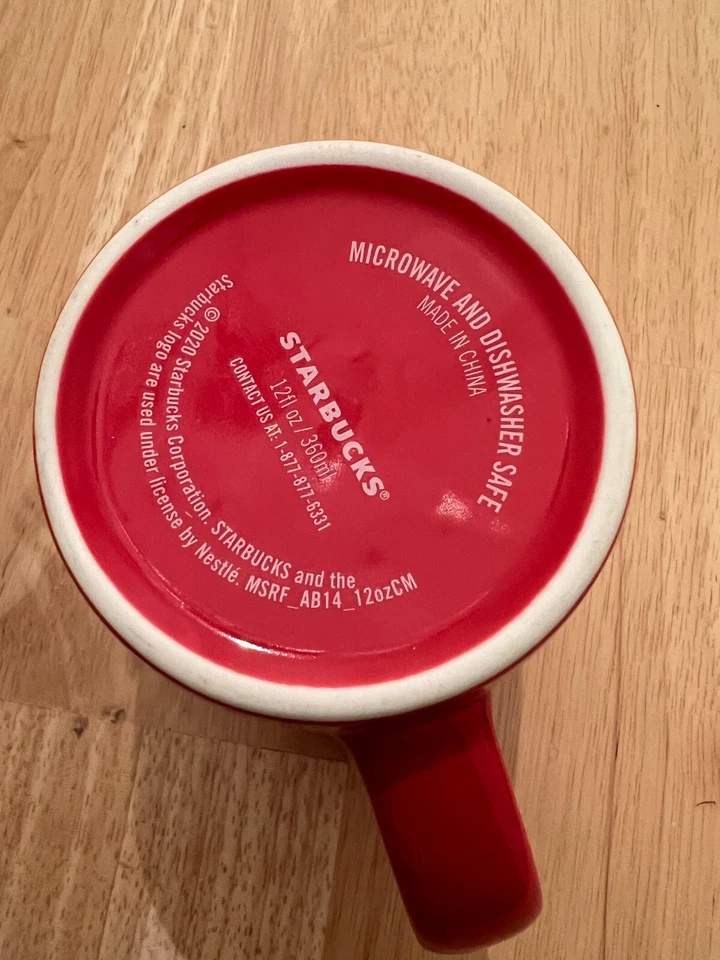 MICROWAVE AND DISHWASHER SAFE
MADE IN CHINA
STARBUCKS®
12fl oz / 360ml
CONTACT US AT: 1-877-877-6331
© 2020 Starbucks Corporation. STARBUCKS and the
Starbucks logo are used under license by Nestlé. MSRF_AB14_12ozCM